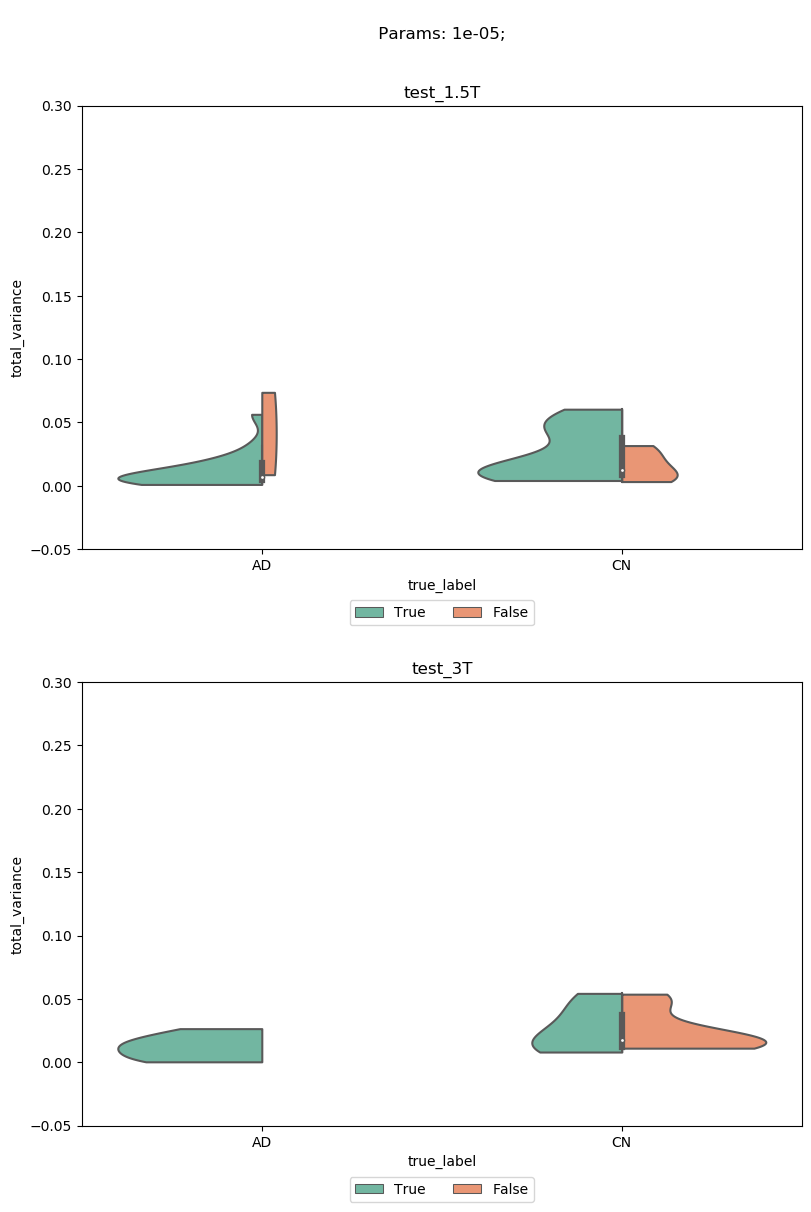 Params: 1e-05;
test_1.5T
0.30
0.25
0.20
0.15
0.10
0.05
0.00
−0.05
total_variance
AD CN
true_label
True False
test_3T
0.30
0.25
0.20
0.15
0.10
0.05
0.00
−0.05
total_variance
AD CN
true_label
True False